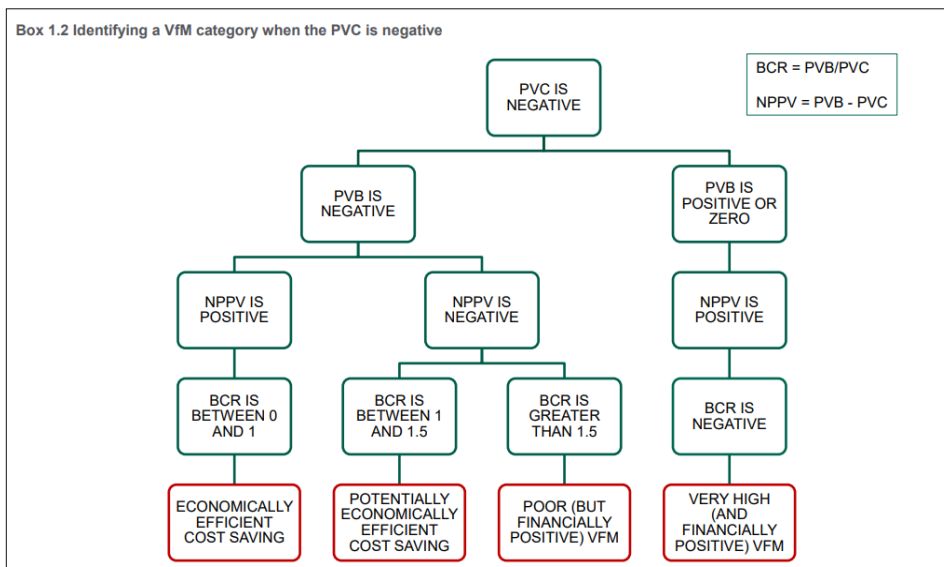 Box 1.2 Identifying a VfM category when the PVC is negative
BCR = PVB/PVC
NPPV = PVB - PVC
PVC IS
NEGATIVE
PVB IS
NEGATIVE
PVB IS
POSITIVE OR
ZERO
NPPV IS
POSITIVE
NPPV IS
NEGATIVE
NPPV IS
POSITIVE
BCR IS
BETWEEN 0
AND 1
BCR IS
BETWEEN 1
AND 1.5
BCR IS
GREATER
THAN 1.5
BCR IS
NEGATIVE
ECONOMICALLY
EFFICIENT
COST SAVING
POTENTIALLY
ECONOMICALLY
EFFICIENT
COST SAVING
POOR (BUT
FINANCIALLY
POSITIVE) VFM
VERY HIGH
(AND
FINANCIALLY
POSITIVE) VFM